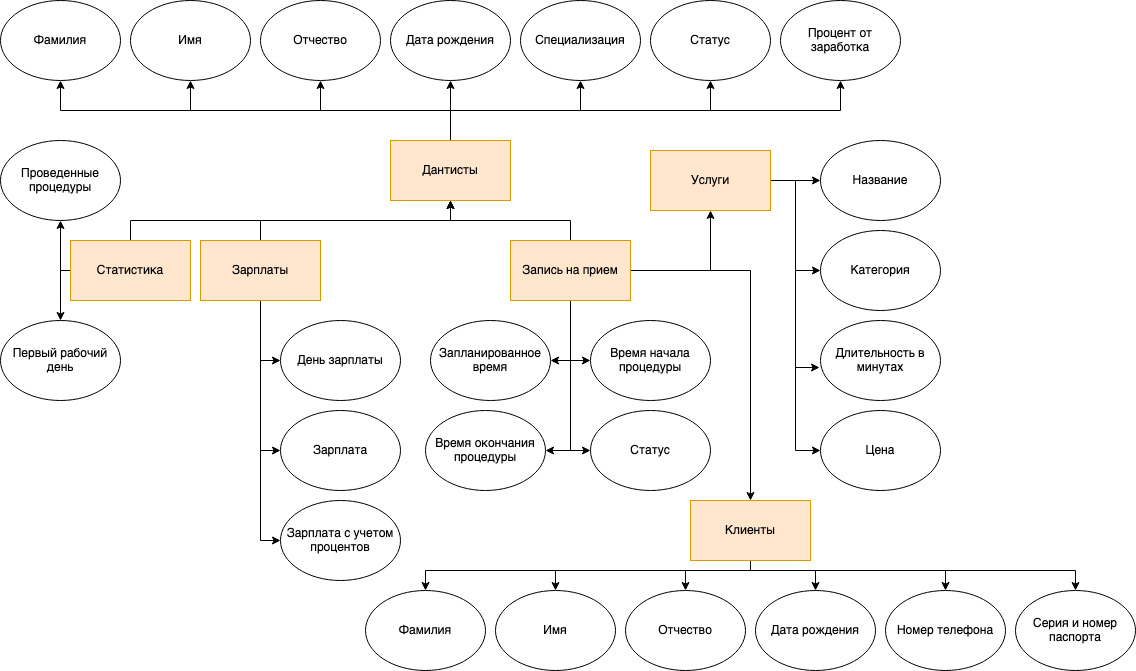 Фамилия
Имя
Отчество
Дата рождения
Специализация
Статус
Процент от
заработка
Дантисты
Услуги
Проведенные
процедуры
Название
Статистика
Зарплаты
Запись на прием
Категория
Первый рабочий
день
День зарплаты
Запланированное
время
Время начала
процедуры
Длительность в
минутах
Зарплата
Время окончания
процедуры
Статус
Цена
Зарплата с учетом
процентов
Клиенты
Фамилия
Имя
Отчество
Дата рождения
Номер телефона
Серия и номер
паспорта